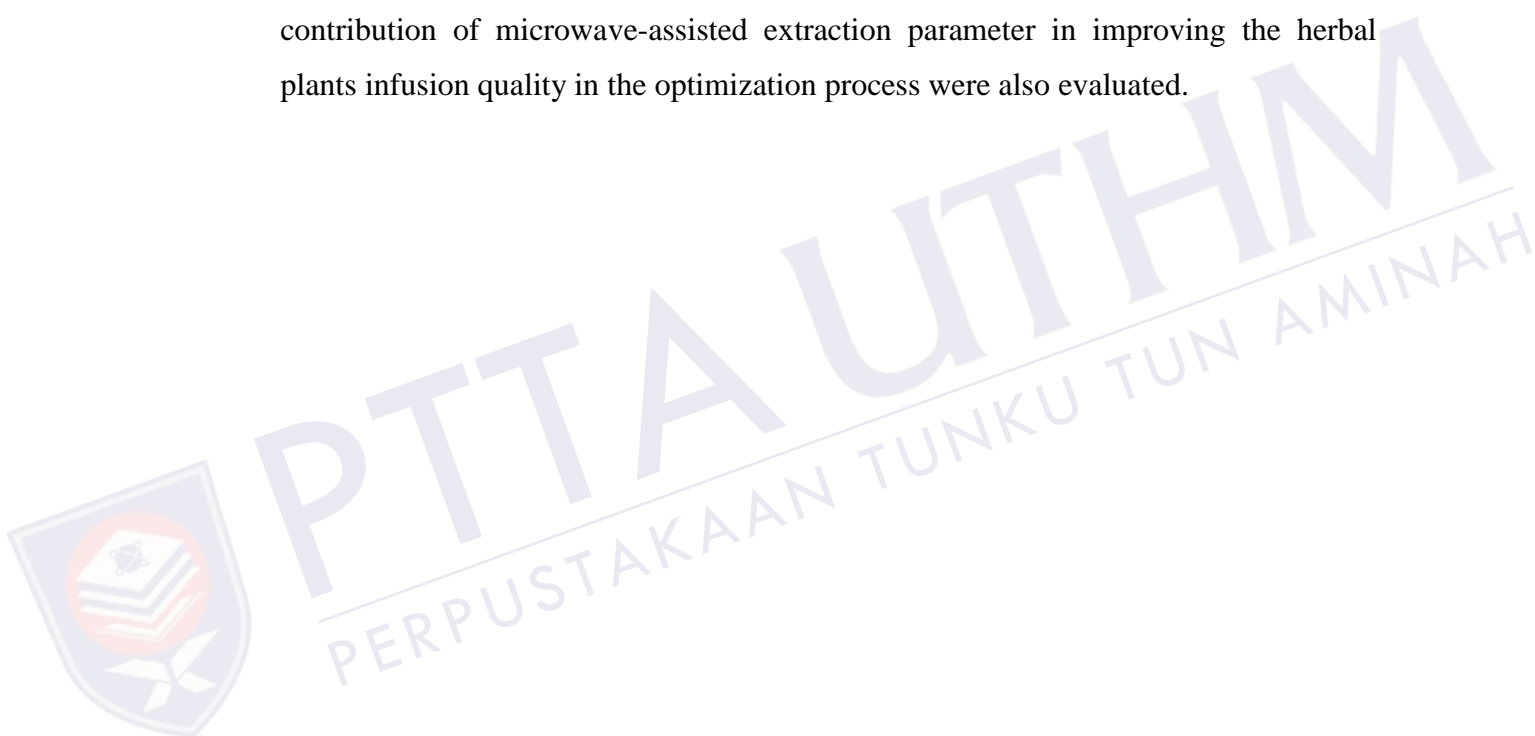 contribution of microwave-assisted extraction parameter in improving the herbal
plants infusion quality in the optimization process were also evaluated.
PTTA UTHM
PERPUSTAKAAN TUNKU TUN AMINAH